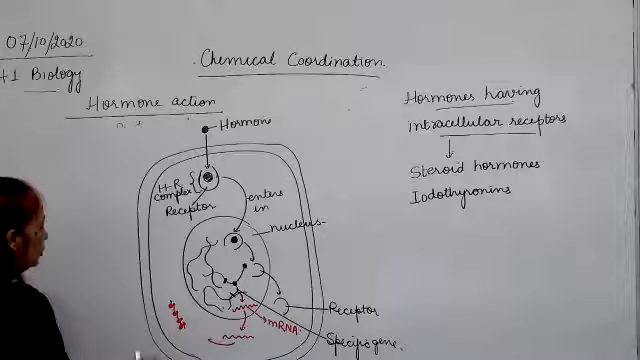 07/10/2020
+1 Biology
Chemical Coordination
Hormone action
Hormone
H-R
complex
Receptor
enters
in
nucleus
Receptor
mRNA.
Specific gene.
Hormones having
intracellular receptors
Steroid hormones
Iodothyronins